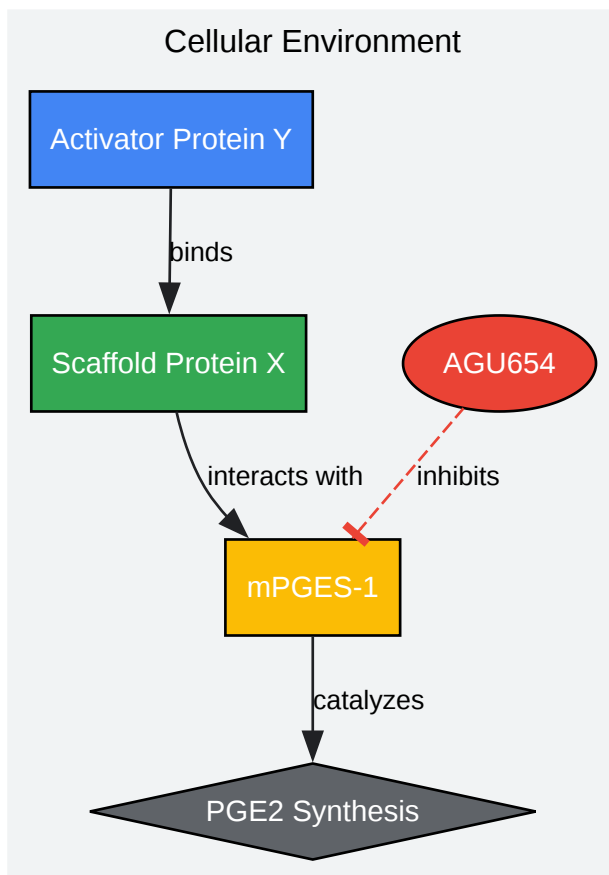 Cellular Environment
Activator Protein Y
binds
Scaffold Protein X
AGU654
interacts with
inhibits
mPGES-1
catalyzes
PGE2 Synthesis